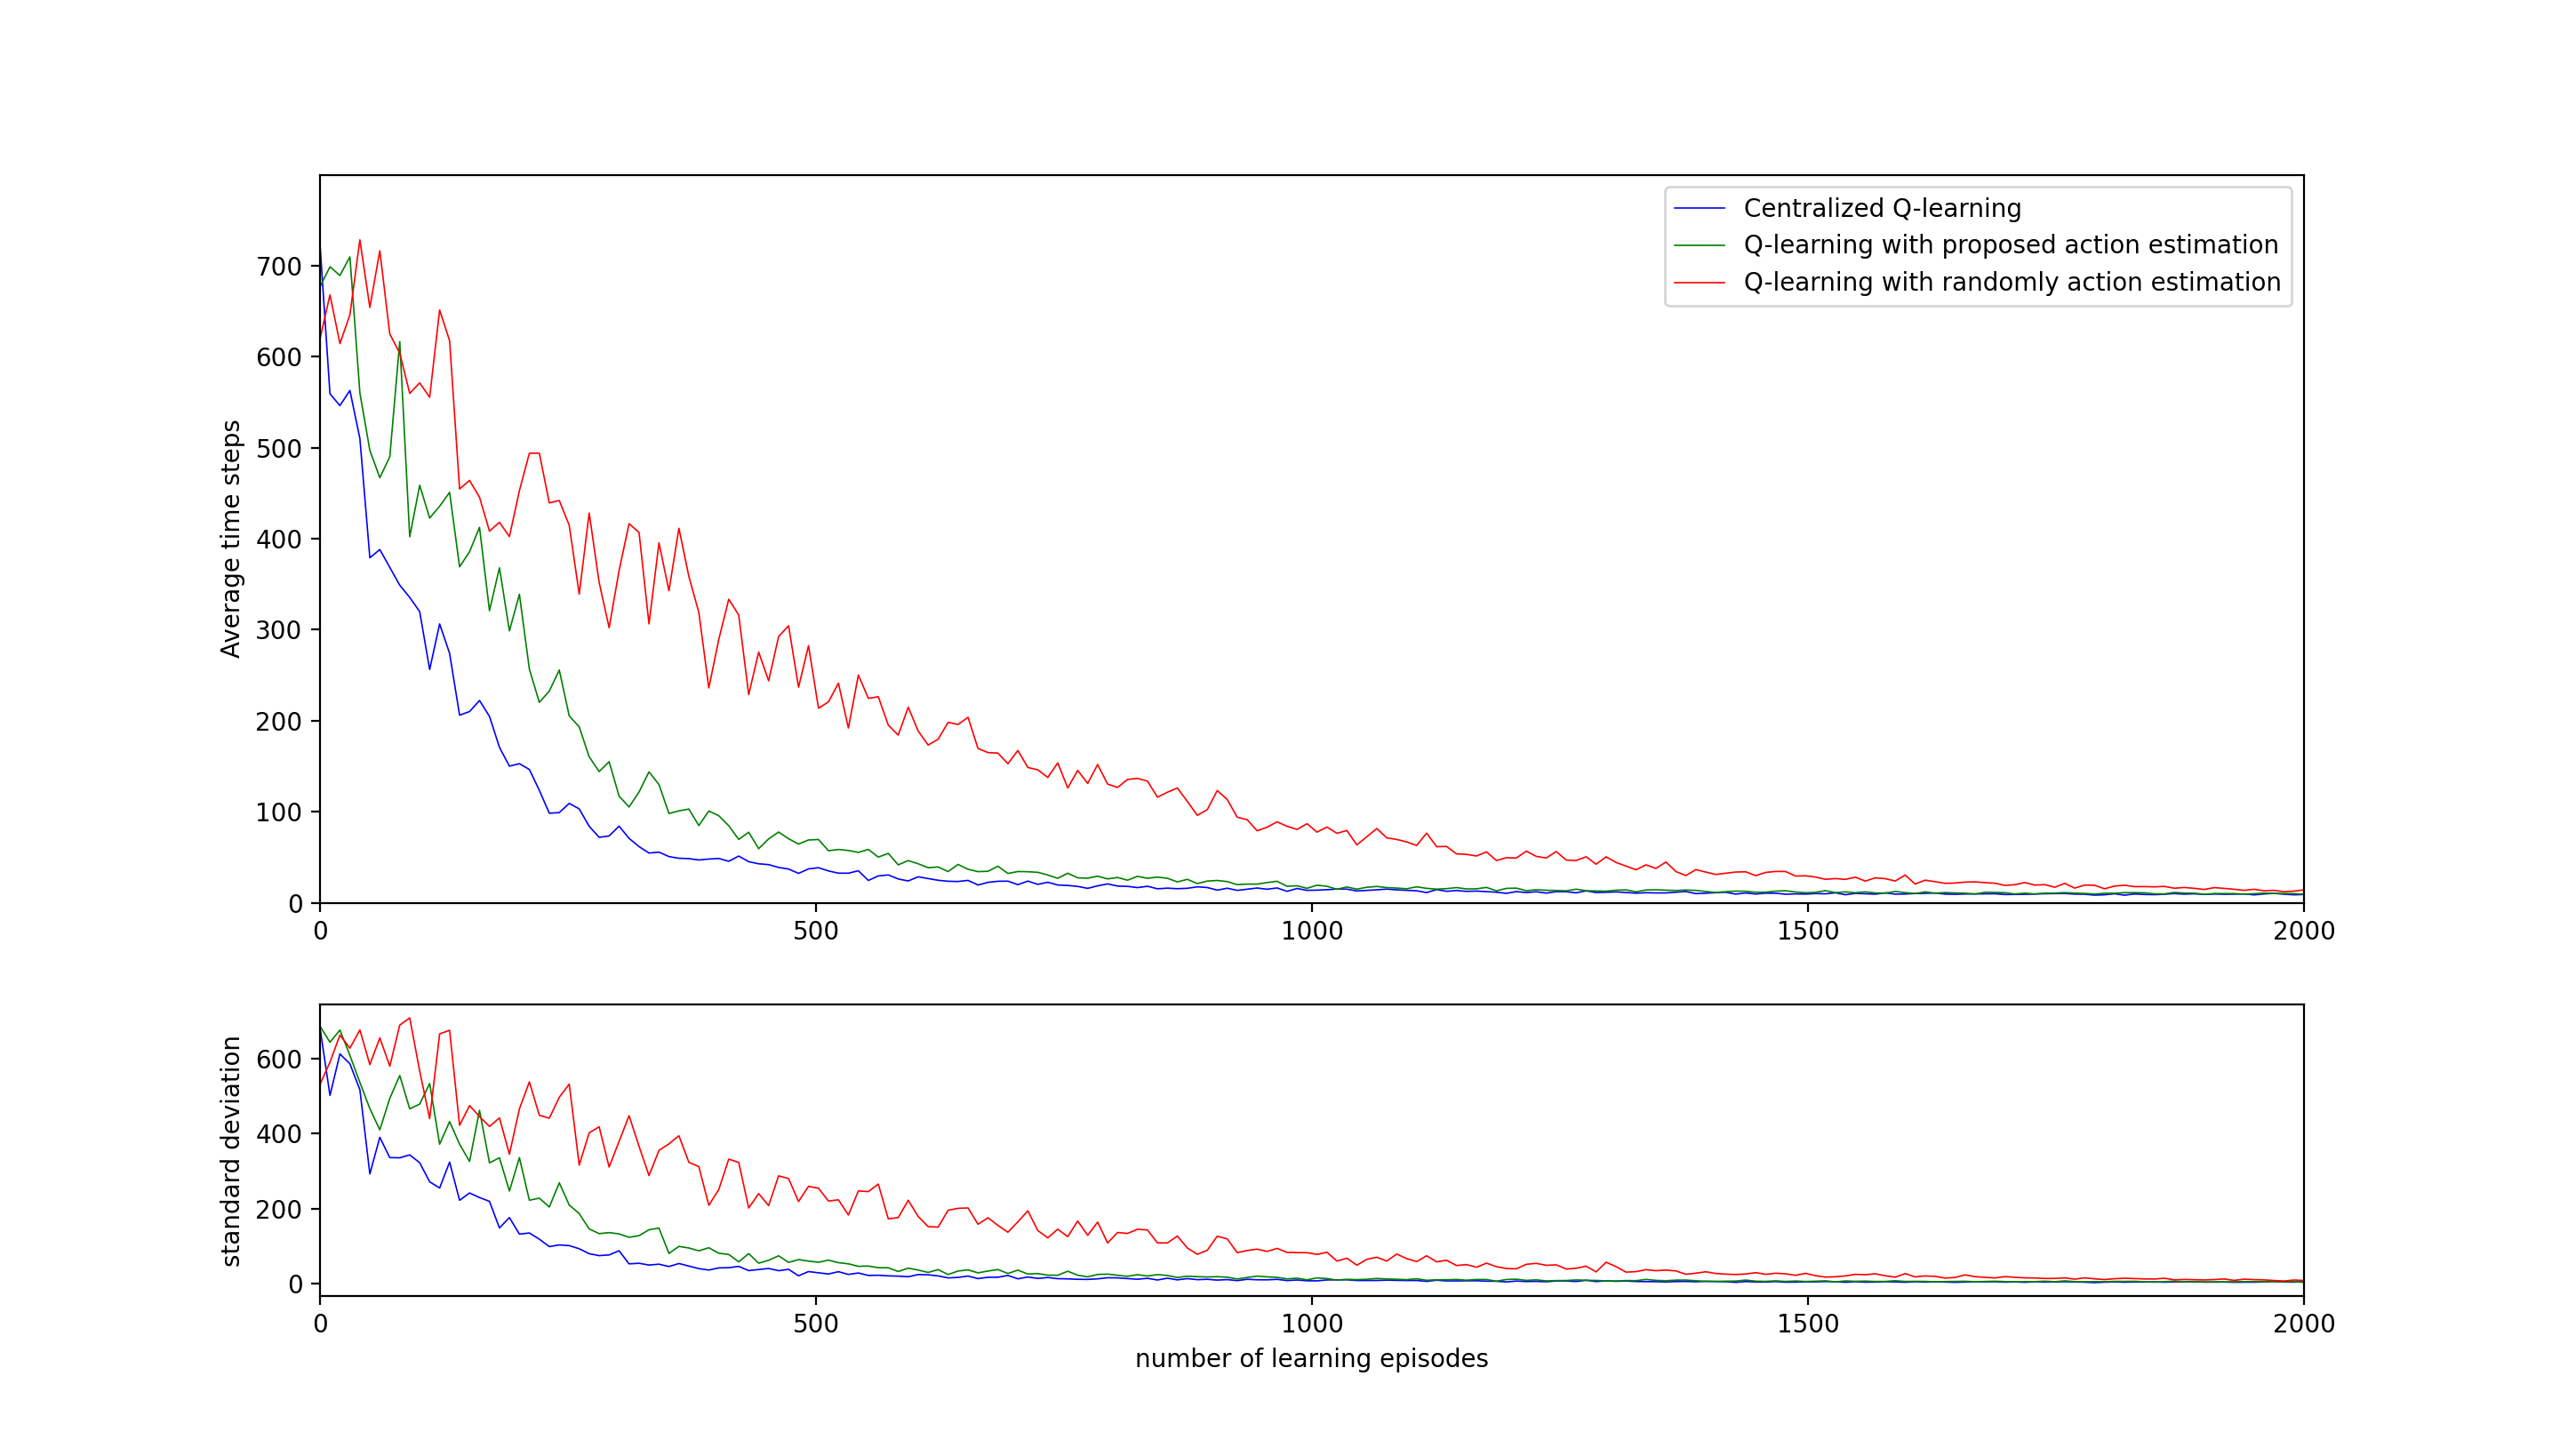 Centralized Q-learning
Q-learning with proposed action estimation
Q-learning with randomly action estimation
Average time steps
700
600
500
400
300
200
100
0
0 500 1000 1500 2000
standard deviation
600
400
200
0
0 500 1000 1500 2000
number of learning episodes